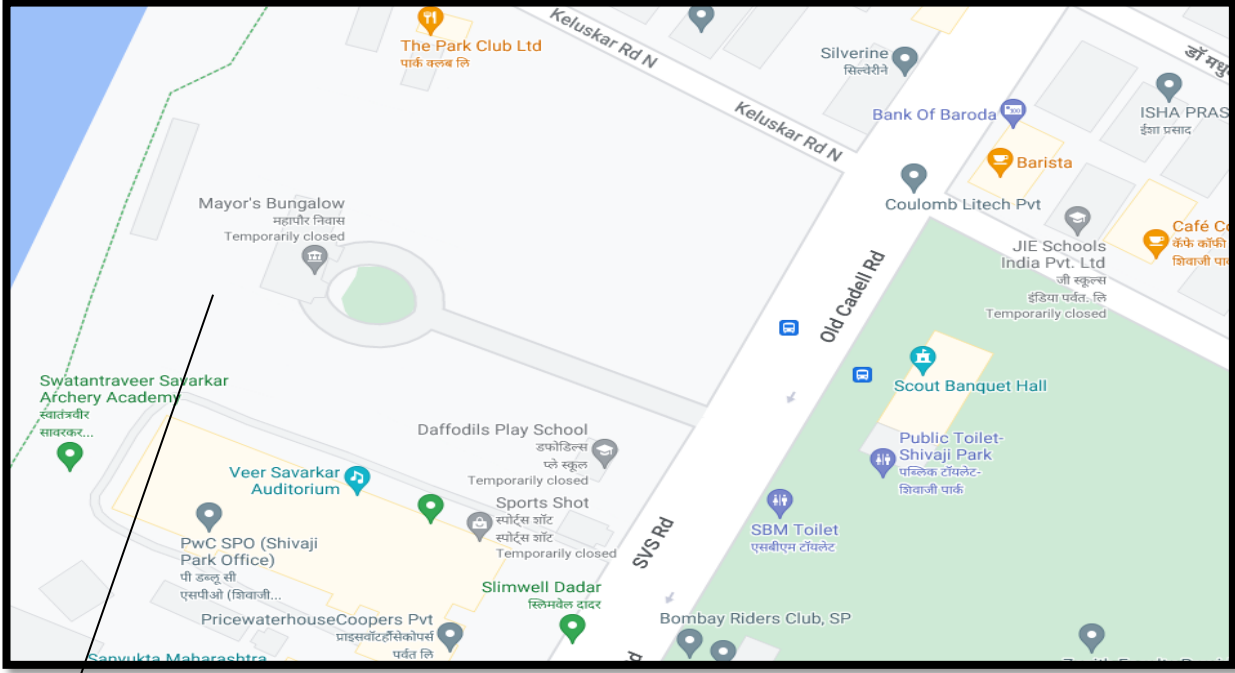 The Park Club Ltd
पार्क क्लब लि
Keluskar Rd N
Keluskar Rd N
Silverine
सिल्वेरीने
Bank Of Baroda
Barista
ISHA PRAS
ईशा प्रसाद
Coulomb Litech Pvt
Mayor's Bungalow
महापौर निवास
Temporarily closed
JIE Schools
India Pvt. Ltd
जी स्कूल्स
इंडिया पर्वत. लि
Temporarily closed
Café Co
कॅफे कॉफी
शिवाजी पा
Old Cadell Rd
Scout Banquet Hall
Swatantraveer Savarkar
Archery Academy
स्वातंत्रवीर
सावरकर...
Daffodils Play School
डफोडिल्स
प्ले स्कूल
Temporarily closed
Public Toilet-
Shivaji Park
पब्लिक टॉयलेट-
शिवाजी पार्क
Veer Savarkar
Auditorium
Sports Shot
स्पोर्ट्स शॉट
स्पोर्ट्स शॉट
Temporarily closed
SBM Toilet
एसबीएम टॉयलेट
PwC SPO (Shivaji
Park Office)
पी डब्लू सी
एसपीओ (शिवाजी...
SVS Rd
Slimwell Dadar
स्लिमवेल दादर
PricewaterhouseCoopers Pvt
प्राइसवॉटर्हौसेकोपर्स
पर्वत लि
Bombay Riders Club, SP
Sanyukta Maharashtra